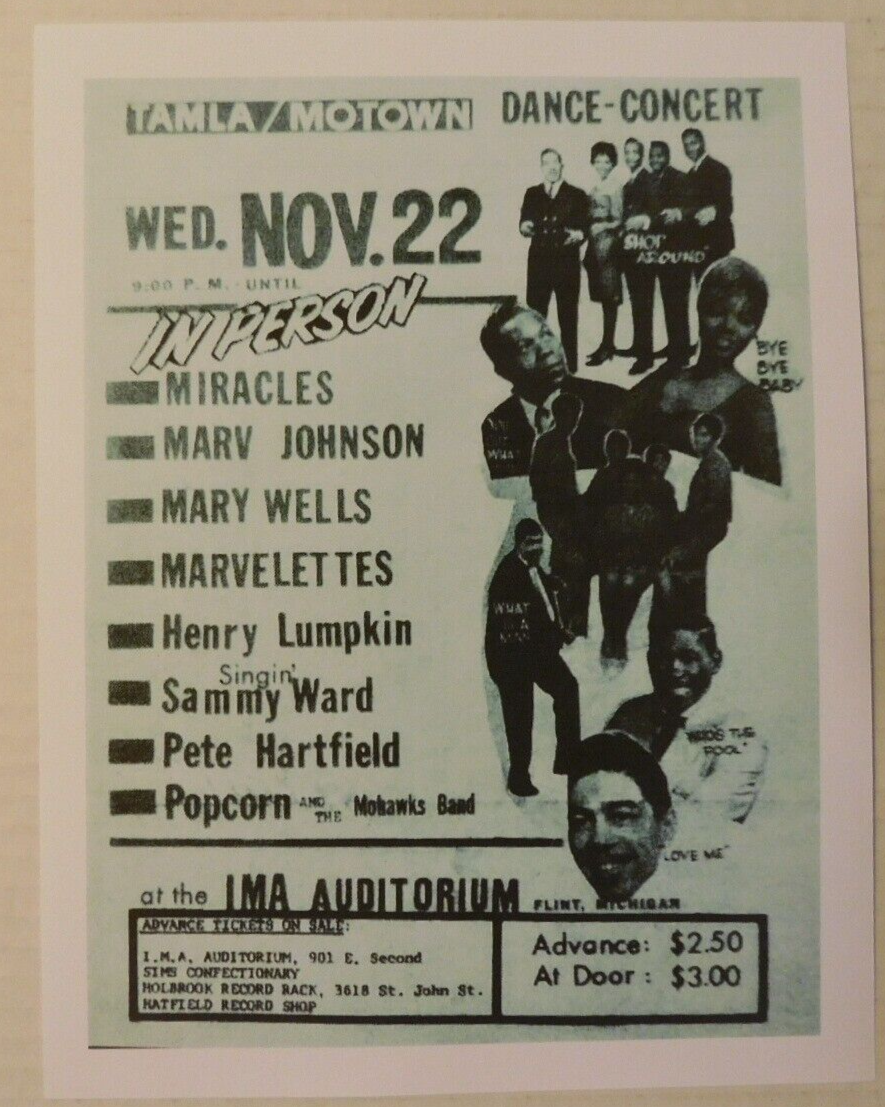 TAMLA/MOTOWN DANCE-CONCERT
WED. NOV. 22
9:00 P. M. - UNTIL
IN PERSON
"SHOP
AROUND"
BYE
BYE
BABY
MIRACLES
MARV JOHNSON
MARY WELLS
WHAT
MARVELETTES
Henry Lumpkin
WHAT
IS A
MAN
Singin'
Sammy Ward
Pete Hartfield
"WHO'S THE
FOOL"
Popcorn AND THE Mohawks Band
"LOVE ME"
at the IMA AUDITORIUM FLINT, MICHIGAN
ADVANCE TICKETS ON SALE:
I.M.A. AUDITORIUM, 901 E. Second
SIMS CONFECTIONARY
HOLBROOK RECORD RACK, 3618 St. John St.
HATFIELD RECORD SHOP
Advance: $2.50
At Door : $3.00